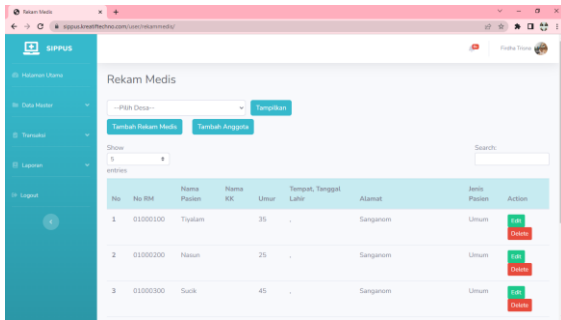 Rekam Medis
sippus.kreatiftechno.com/user/rekammedis/
SIPPUS
Halaman Utama
Data Master
Transaksi
Laporan
Logout
Rekam Medis
--Pilih Desa-- Tampilkan
Tambah Rekam Medis Tambah Anggota
Show
5
entries
Search:
No No RM Nama Pasien Nama KK Umur Tempat, Tanggal Lahir Alamat Jenis Pasien Action
1 01000100 Tiyalam 35 , Sanganom Umum Edit
Delete
2 01000200 Nasun 25 , Sanganom Umum Edit
Delete
3 01000300 Sucik 45 , Sanganom Umum Edit
Delete